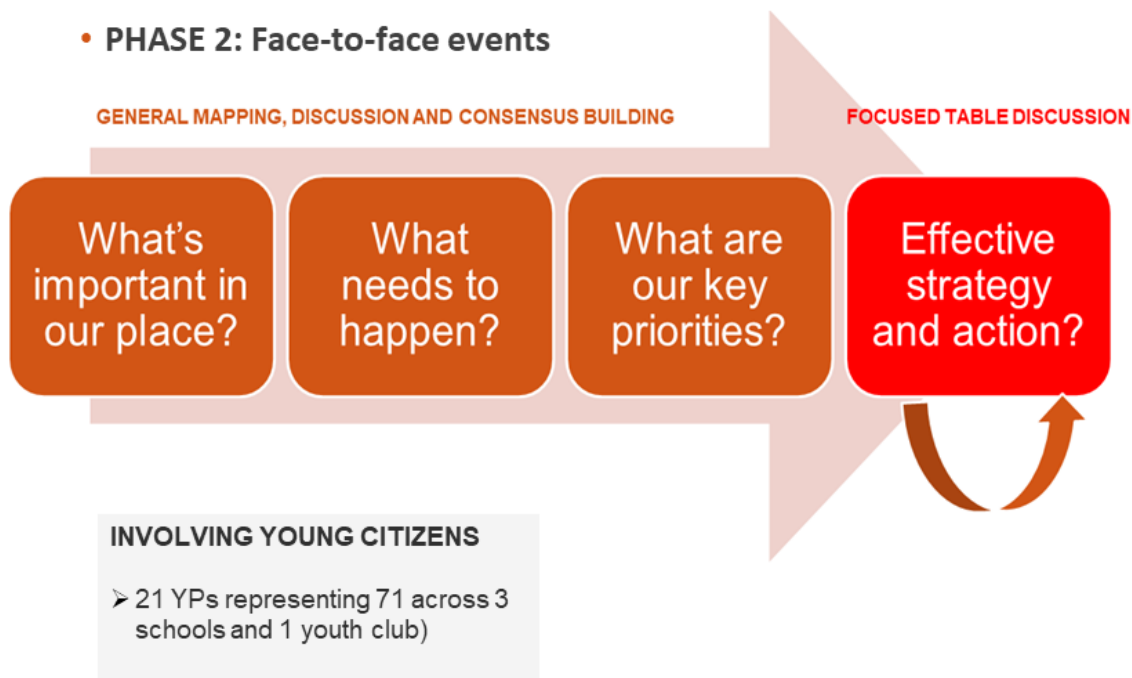 • PHASE 2: Face-to-face events
GENERAL MAPPING, DISCUSSION AND CONSENSUS BUILDING
FOCUSED TABLE DISCUSSION
What's
important in
our place?
What
needs to
happen?
What are
our key
priorities?
Effective
strategy
and action?
INVOLVING YOUNG CITIZENS
➢ 21 YPs representing 71 across 3
schools and 1 youth club)